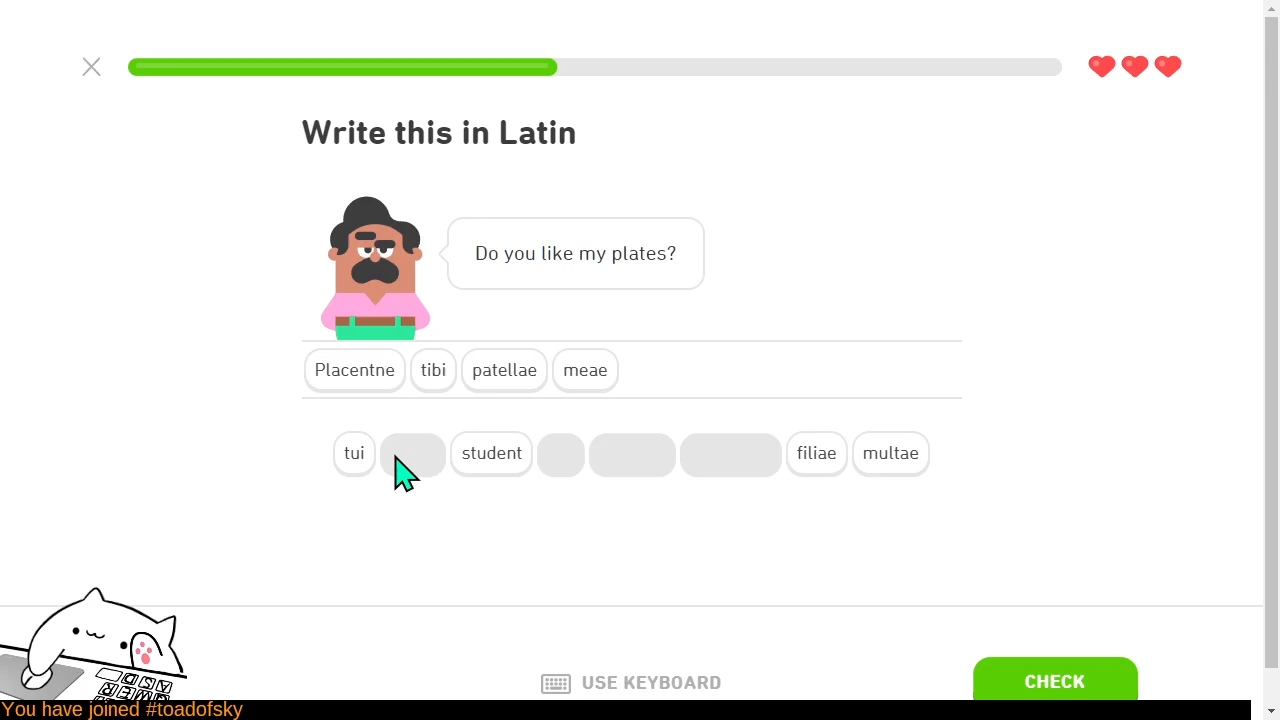 Write this in Latin
Do you like my plates?
Placentne tibi patellae meae
tui student filiae multae
USE KEYBOARD CHECK
You have joined #toadofsky